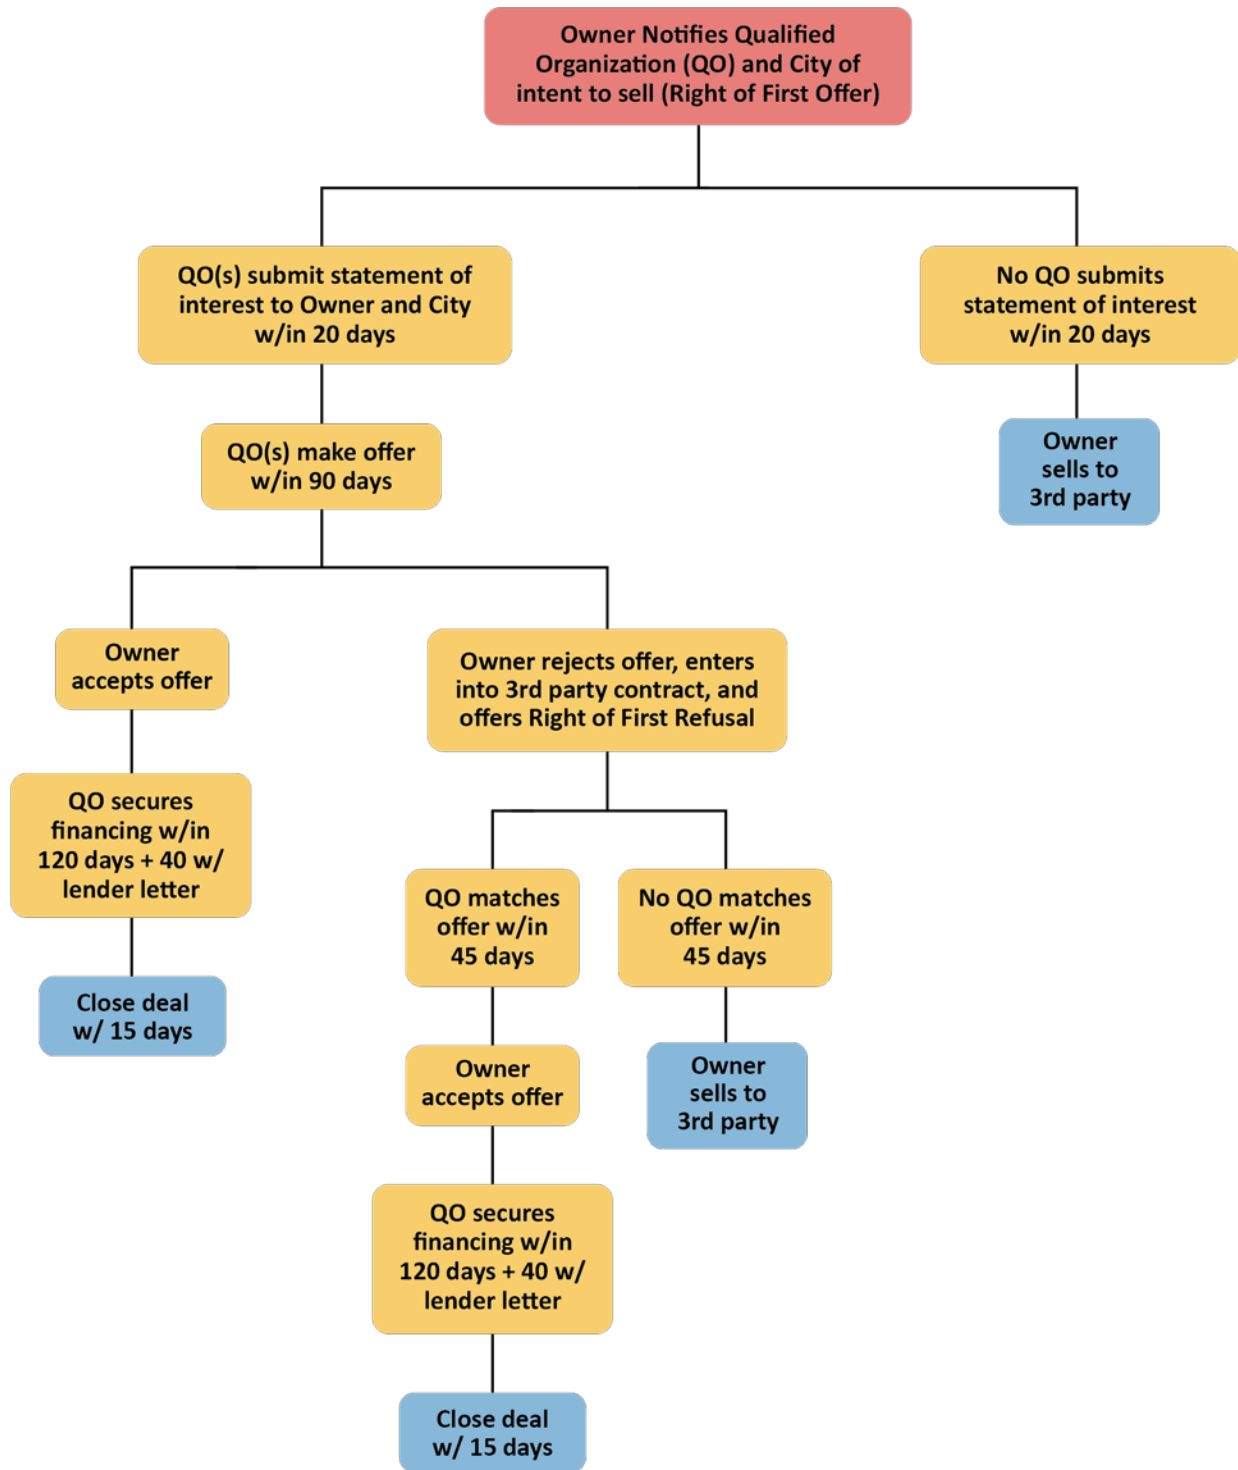 Owner Notifies Qualified
Organization (QO) and City of
intent to sell (Right of First Offer)
QO(s) submit statement of
interest to Owner and City
w/in 20 days
No QO submits
statement of interest
w/in 20 days
QO(s) make offer
w/in 90 days
Owner
sells to
3rd party
Owner
accepts offer
Owner rejects offer, enters
into 3rd party contract, and
offers Right of First Refusal
QO secures
financing w/in
120 days + 40 w/
lender letter
QO matches
offer w/in
45 days
No QO matches
offer w/in
45 days
Close deal
w/ 15 days
Owner
accepts offer
Owner
sells to
3rd party
QO secures
financing w/in
120 days + 40 w/
lender letter
Close deal
w/ 15 days